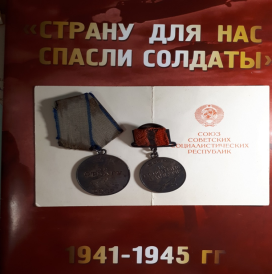 «СТРАНУ ДЛЯ НАС
СПАСЛИ СОЛДАТЫ»
СОЮЗ
СОВЕТСКИХ
СОЦИАЛИСТИЧЕСКИХ
РЕСПУБЛИК
1941-1945 гг